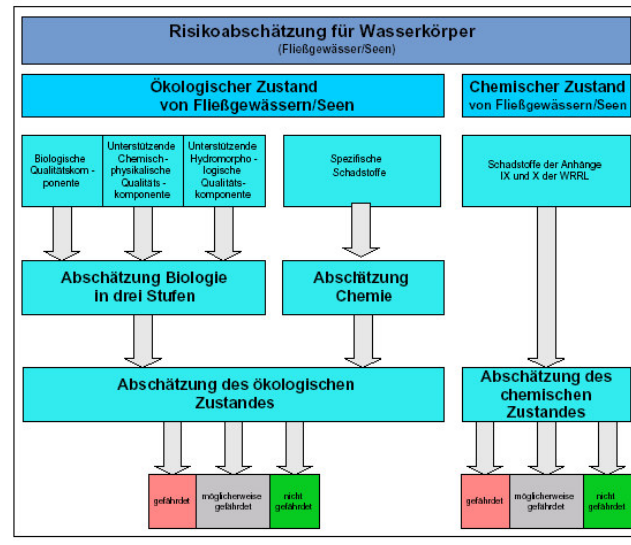 Risikoabschätzung für Wasserkörper
(Fließgewässer/Seen)
Ökologischer Zustand
von Fließgewässern/Seen
Chemischer Zustand
von Fließgewässern/Seen
Biologische
Qualitätskom-
ponente
Unterstützende
Chemisch-
physikalische
Qualitäts-
komponente
Unterstützende
Hydromorpho-
logische
Qualitäts-
komponente
Spezifische
Schadstoffe
Schadstoffe der Anhänge
IX und X der WRRL
Abschätzung Biologie
in drei Stufen
Abschätzung
Chemie
Abschätzung des ökologischen
Zustandes
Abschätzung des
chemischen
Zustandes
gefährdet
möglicherweise
gefährdet
nicht
gefährdet
gefährdet
möglicherweise
gefährdet
nicht
gefährdet